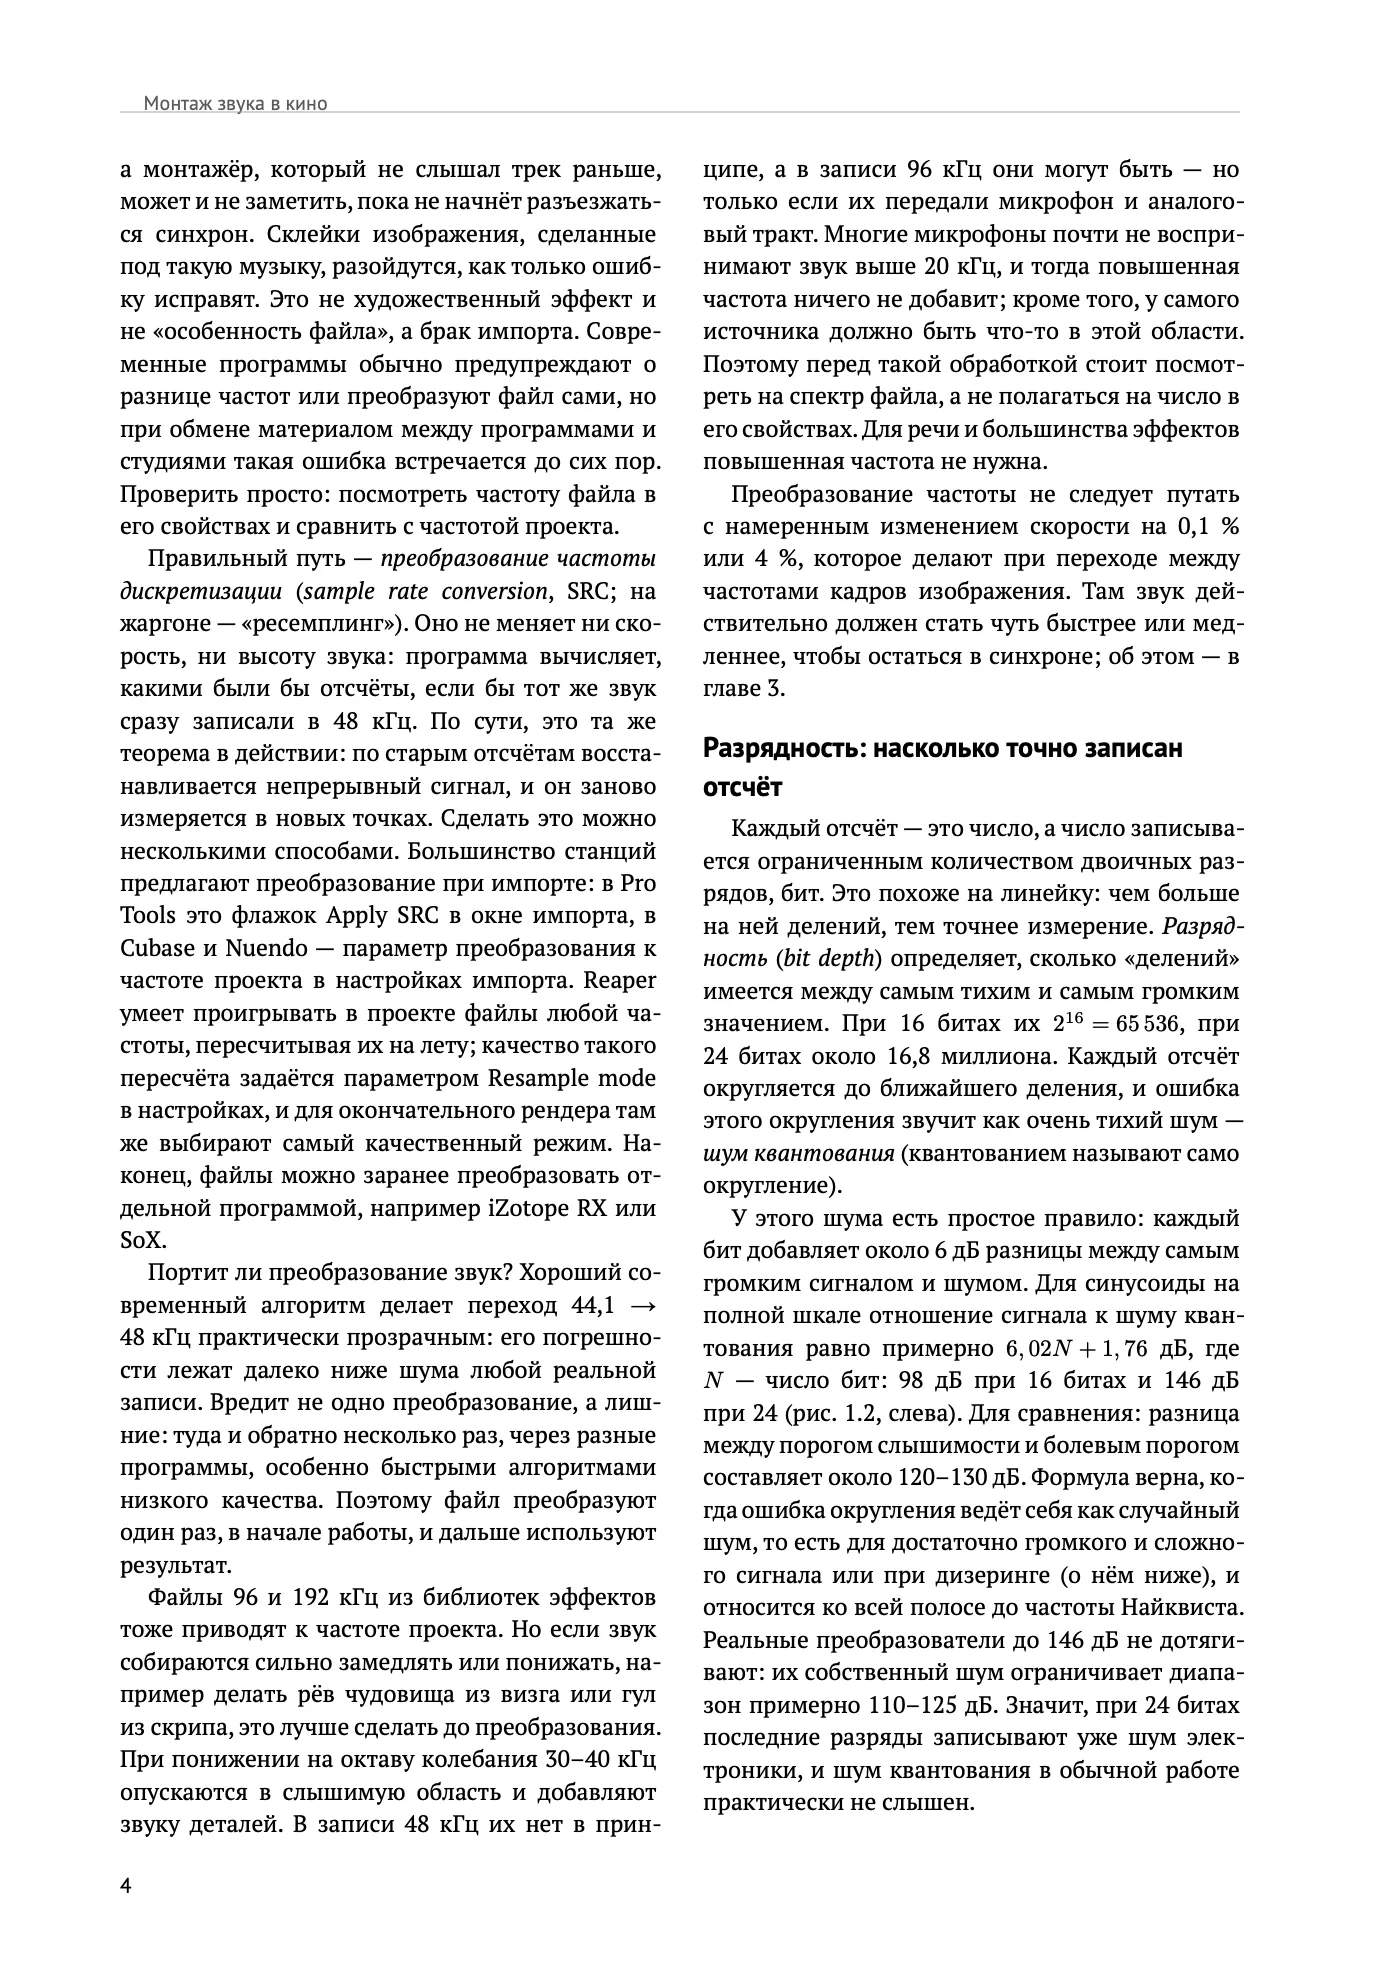 Монтаж звука в кино
а монтажёр, который не слышал трек раньше,
может и не заметить, пока не начнёт разъезжать-
ся синхрон. Склейки изображения, сделанные
под такую музыку, разойдутся, как только ошиб-
ку исправят. Это не художественный эффект и
не «особенность файла», а брак импорта. Совре-
менные программы обычно предупреждают о
разнице частот или преобразуют файл сами, но
при обмене материалом между программами и
студиями такая ошибка встречается до сих пор.
Проверить просто: посмотреть частоту файла в
его свойствах и сравнить с частотой проекта.
Правильный путь — преобразование частоты
дискретизации (sample rate conversion, SRC; на
жаргоне — «ресемплинг»). Оно не меняет ни ско-
рость, ни высоту звука: программа вычисляет,
какими были бы отсчёты, если бы тот же звук
сразу записали в 48 кГц. По сути, это та же
теорема в действии: по старым отсчётам восста-
навливается непрерывный сигнал, и он заново
измеряется в новых точках. Сделать это можно
несколькими способами. Большинство станций
предлагают преобразование при импорте: в Pro
Tools это флажок Apply SRC в окне импорта, в
Cubase и Nuendo — параметр преобразования к
частоте проекта в настройках импорта. Reaper
умеет проигрывать в проекте файлы любой ча-
стоты, пересчитывая их на лету; качество такого
пересчёта задаётся параметром Resample mode
в настройках, и для окончательного рендера там
же выбирают самый качественный режим. На-
конец, файлы можно заранее преобразовать от-
дельной программой, например iZotope RX или
SoX.
Портит ли преобразование звук? Хороший со-
временный алгоритм делает переход 44,1 →
48 кГц практически прозрачным: его погрешно-
сти лежат далеко ниже шума любой реальной
записи. Вредит не одно преобразование, а лиш-
ние: туда и обратно несколько раз, через разные
программы, особенно быстрыми алгоритмами
низкого качества. Поэтому файл преобразуют
один раз, в начале работы, и дальше используют
результат.
Файлы 96 и 192 кГц из библиотек эффектов
тоже приводят к частоте проекта. Но если звук
собираются сильно замедлять или понижать, на-
пример делать рёв чудовища из визга или гул
из скрипа, это лучше сделать до преобразования.
При понижении на октаву колебания 30–40 кГц
опускаются в слышимую область и добавляют
звуку деталей. В записи 48 кГц их нет в прин-
ципе, а в записи 96 кГц они могут быть — но
только если их передали микрофон и аналого-
вый тракт. Многие микрофоны почти не воспри-
нимают звук выше 20 кГц, и тогда повышенная
частота ничего не добавит; кроме того, у самого
источника должно быть что-то в этой области.
Поэтому перед такой обработкой стоит посмот-
реть на спектр файла, а не полагаться на число в
его свойствах. Для речи и большинства эффектов
повышенная частота не нужна.
Преобразование частоты не следует путать
с намеренным изменением скорости на 0,1 %
или 4 %, которое делают при переходе между
частотами кадров изображения. Там звук дей-
ствительно должен стать чуть быстрее или мед-
леннее, чтобы остаться в синхроне; об этом — в
главе 3.
Разрядность: насколько точно записан
отсчёт
Каждый отсчёт — это число, а число записыва-
ется ограниченным количеством двоичных раз-
рядов, бит. Это похоже на линейку: чем больше
на ней делений, тем точнее измерение. Разряд-
ность (bit depth) определяет, сколько «делений»
имеется между самым тихим и самым громким
значением. При 16 битах их 2¹⁶ = 65 536, при
24 битах около 16,8 миллиона. Каждый отсчёт
округляется до ближайшего деления, и ошибка
этого округления звучит как очень тихий шум —
шум квантования (квантованием называют само
округление).
У этого шума есть простое правило: каждый
бит добавляет около 6 дБ разницы между самым
громким сигналом и шумом. Для синусоиды на
полной шкале отношение сигнала к шуму кван-
тования равно примерно 6, 02N + 1, 76 дБ, где
N — число бит: 98 дБ при 16 битах и 146 дБ
при 24 (рис. 1.2, слева). Для сравнения: разница
между порогом слышимости и болевым порогом
составляет около 120–130 дБ. Формула верна, ко-
гда ошибка округления ведёт себя как случайный
шум, то есть для достаточно громкого и сложно-
го сигнала или при дизеринге (о нём ниже), и
относится ко всей полосе до частоты Найквиста.
Реальные преобразователи до 146 дБ не дотяги-
вают: их собственный шум ограничивает диапа-
зон примерно 110–125 дБ. Значит, при 24 битах
последние разряды записывают уже шум элек-
троники, и шум квантования в обычной работе
практически не слышен.
4